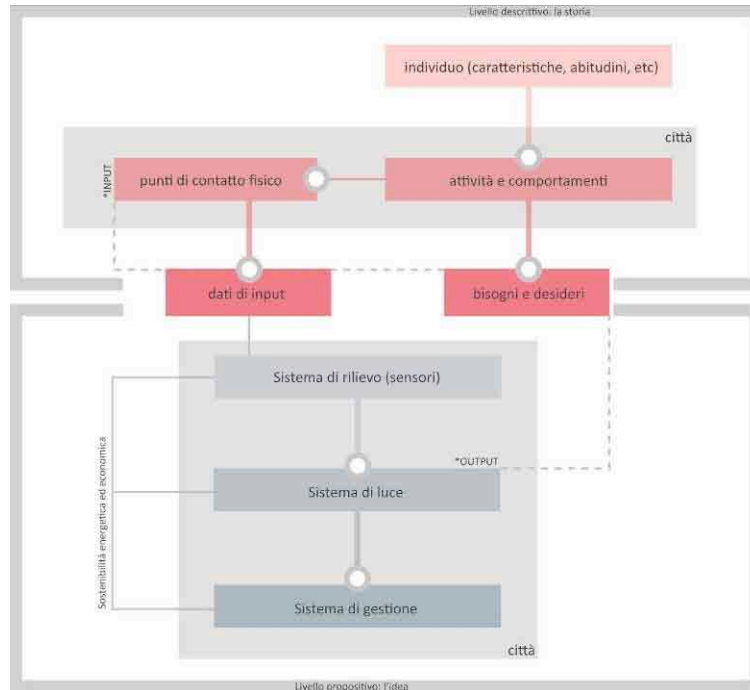 Livello descrittivo: la storia
individuo (caratteristiche, abitudini, etc)
città
*INPUT
punti di contatto fisico
attività e comportamenti
dati di input
bisogni e desideri
Sistema di rilievo (sensori)
*OUTPUT
Sistema di luce
Sostenibilità energetica ed economica
Sistema di gestione
città
Livello propositivo: l'idea